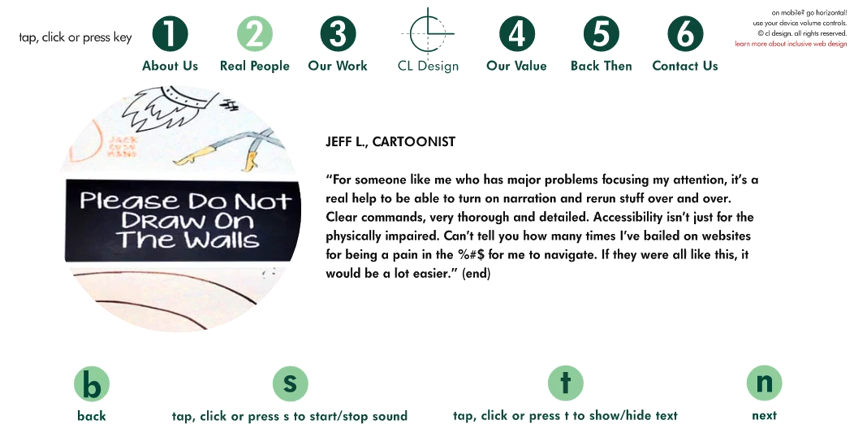 tap, click or press key
1
About Us
2
Real People
3
Our Work
CL Design
4
Our Value
5
Back Then
6
Contact Us
on mobile? go horizontal!
use your device volume controls.
© cl design. all rights reserved.
learn more about inclusive web design
JACK
Please Do Not
Draw On
The Walls
JEFF L., CARTOONIST
“For someone like me who has major problems focusing my attention, it’s a
real help to be able to turn on narration and rerun stuff over and over.
Clear commands, very thorough and detailed. Accessibility isn’t just for the
physically impaired. Can’t tell you how many times I’ve bailed on websites
for being a pain in the %#$ for me to navigate. If they were all like this, it
would be a lot easier.” (end)
b
back
s
tap, click or press s to start/stop sound
t
tap, click or press t to show/hide text
n
next